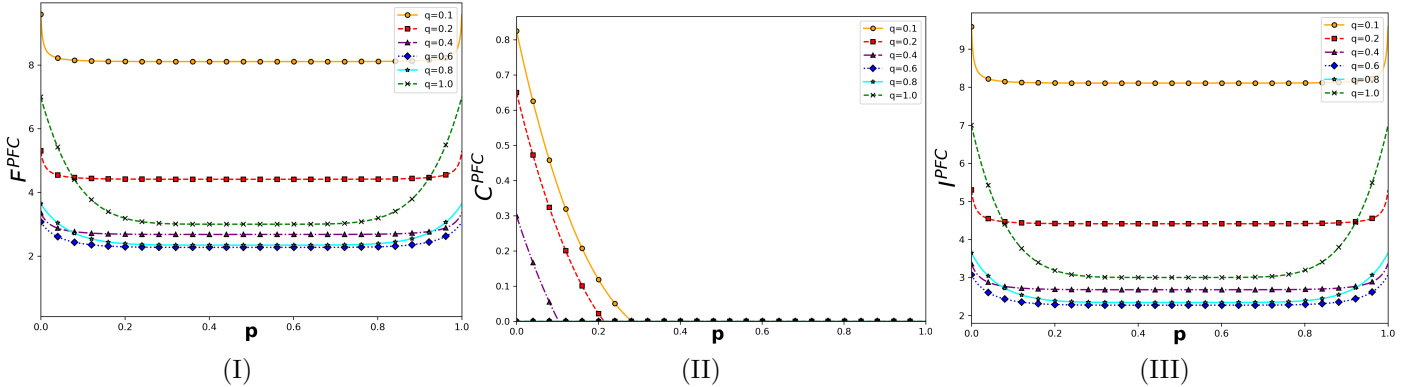 q=0.1
q=0.2
q=0.4
q=0.6
q=0.8
q=1.0
8
6
4
2
F^{PFC}
0.0 0.2 0.4 0.6 0.8 1.0
p
(I)
q=0.1
q=0.2
q=0.4
q=0.6
q=0.8
q=1.0
0.8
0.7
0.6
0.5
0.4
0.3
0.2
0.1
0.0
C^{PFC}
0.0 0.2 0.4 0.6 0.8 1.0
p
(II)
q=0.1
q=0.2
q=0.4
q=0.6
q=0.8
q=1.0
9
8
7
6
5
4
3
2
I^{PFC}
0.0 0.2 0.4 0.6 0.8 1.0
p
(III)